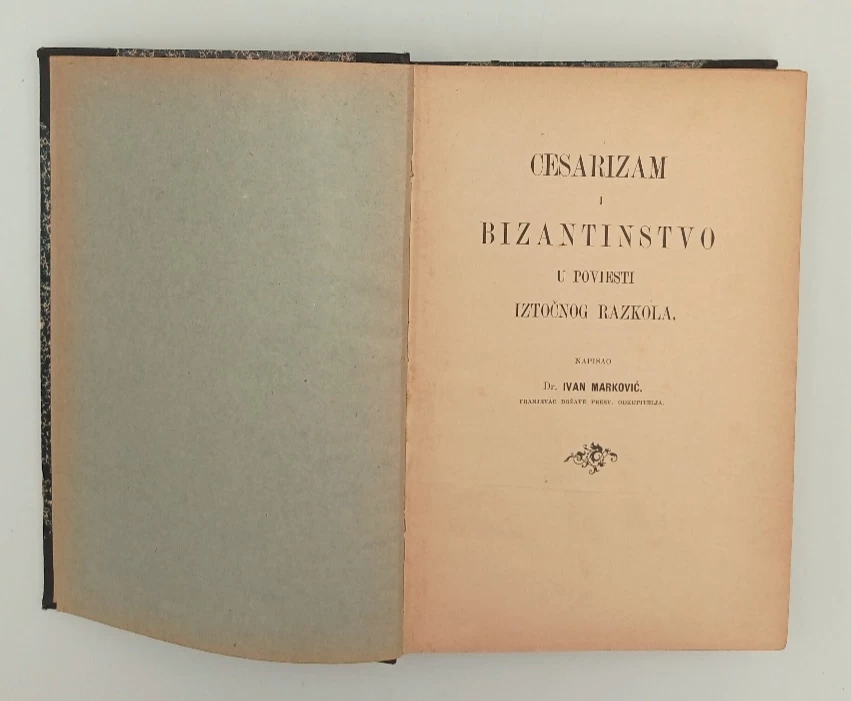 CESARIZAM
I
BIZANTINSTVO
U POVIESTI
IZTOČNOG RAZKOLA.
NAPISAO
Dr. IVAN MARKOVIĆ.
FRANJEVAC DRŽAVE PRESV. ODKUPITELJA.